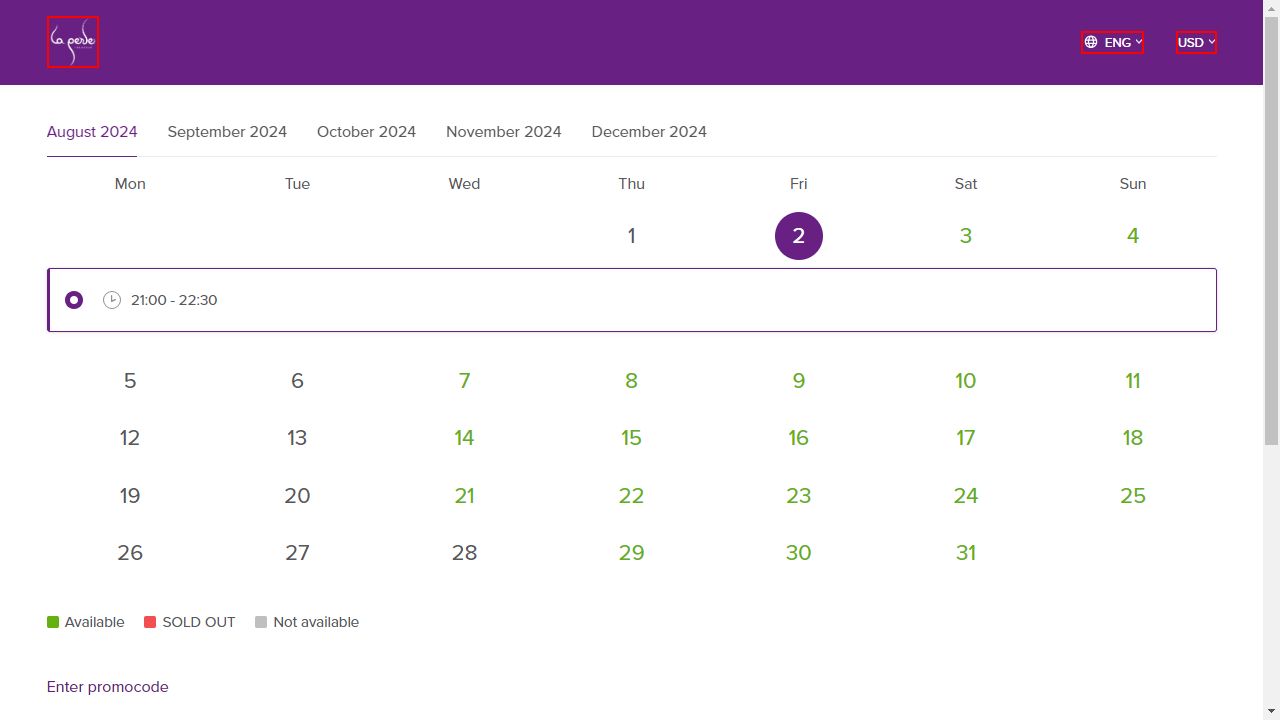 la perle
ENG
USD
August 2024 September 2024 October 2024 November 2024 December 2024
Mon Tue Wed Thu Fri Sat Sun
1 2 3 4
21:00 - 22:30
5 6 7 8 9 10 11
12 13 14 15 16 17 18
19 20 21 22 23 24 25
26 27 28 29 30 31
Available SOLD OUT Not available
Enter promocode